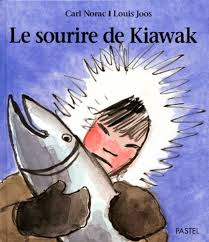 Carl Norac I Louis Joos
Le sourire de Kiawak
PASTEL